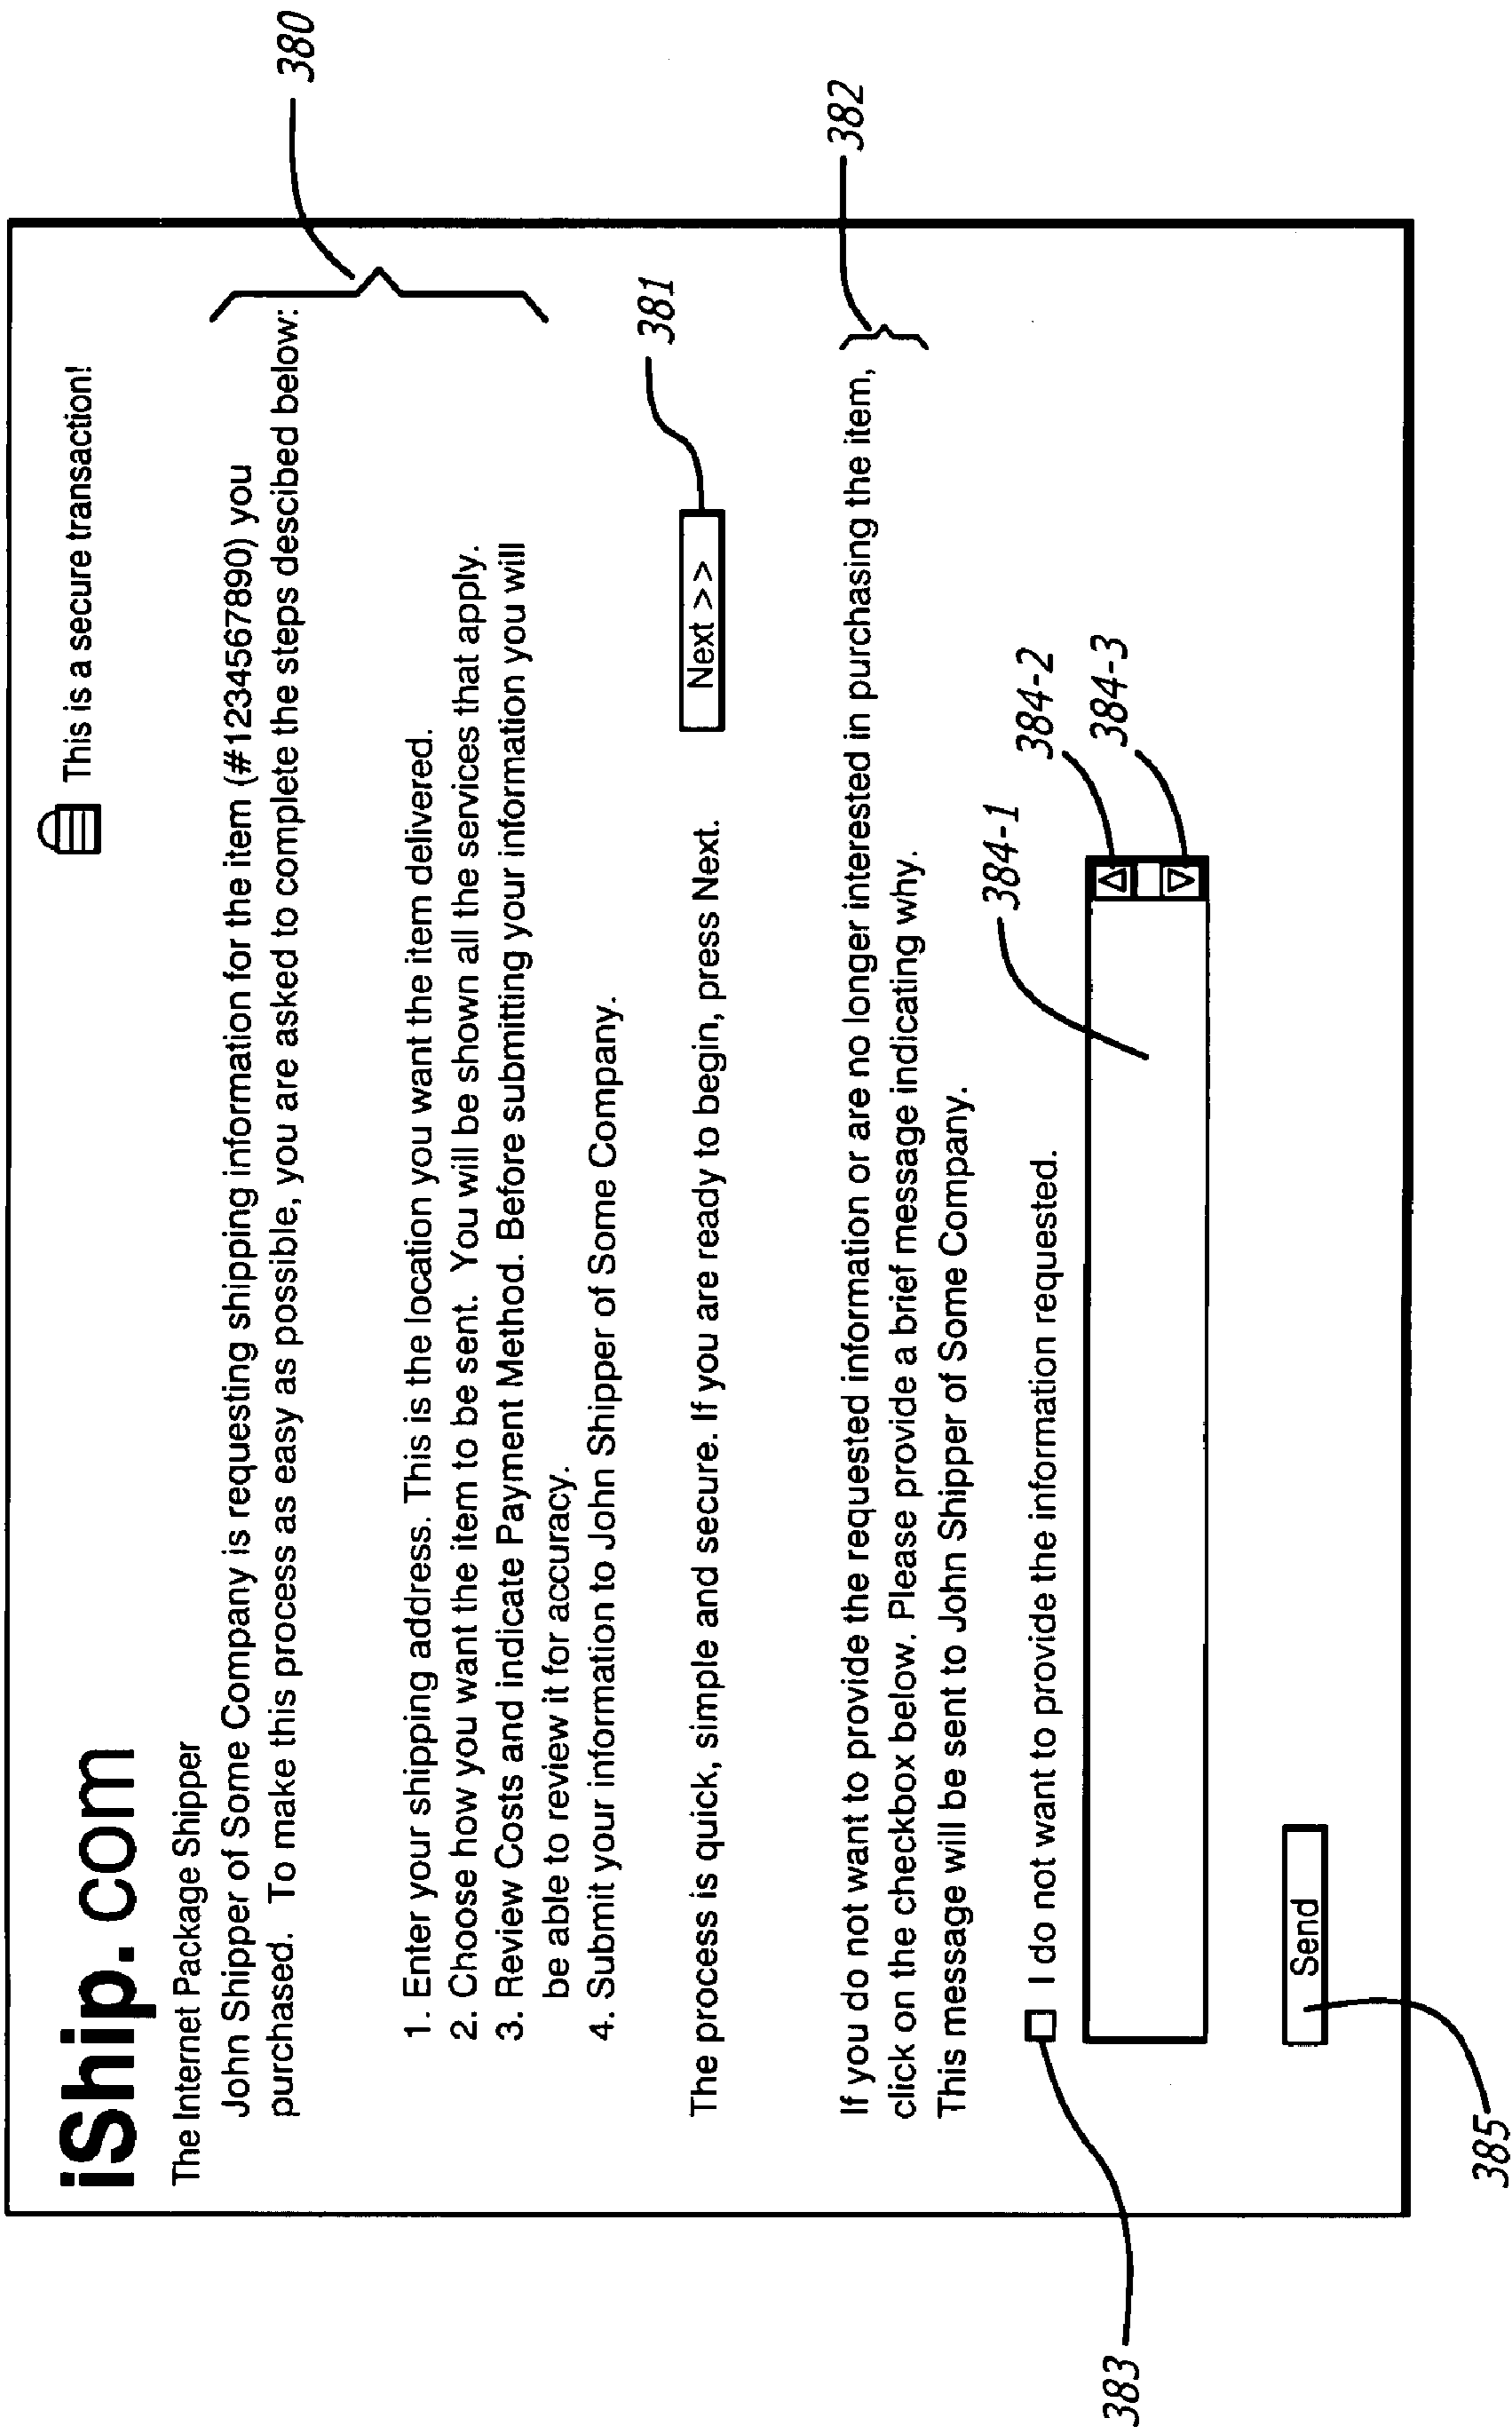 This is a secure transaction!
iShip.com
The Internet Package Shipper
John Shipper of Some Company is requesting shipping information for the item (#1234567890) you
purchased. To make this process as easy as possible, you are asked to complete the steps descibed below:
380
1. Enter your shipping address. This is the location you want the item delivered.
2. Choose how you want the item to be sent. You will be shown all the services that apply.
3. Review Costs and indicate Payment Method. Before submitting your information you will
be able to review it for accuracy.
4. Submit your information to John Shipper of Some Company.
381
The process is quick, simple and secure. If you are ready to begin, press Next.
Next >>
382
If you do not want to provide the requested information or are no longer interested in purchasing the item,
click on the checkbox below. Please provide a brief message indicating why.
This message will be sent to John Shipper of Some Company.
384-1
384-2
384-3
I do not want to provide the information requested.
383
Send
385